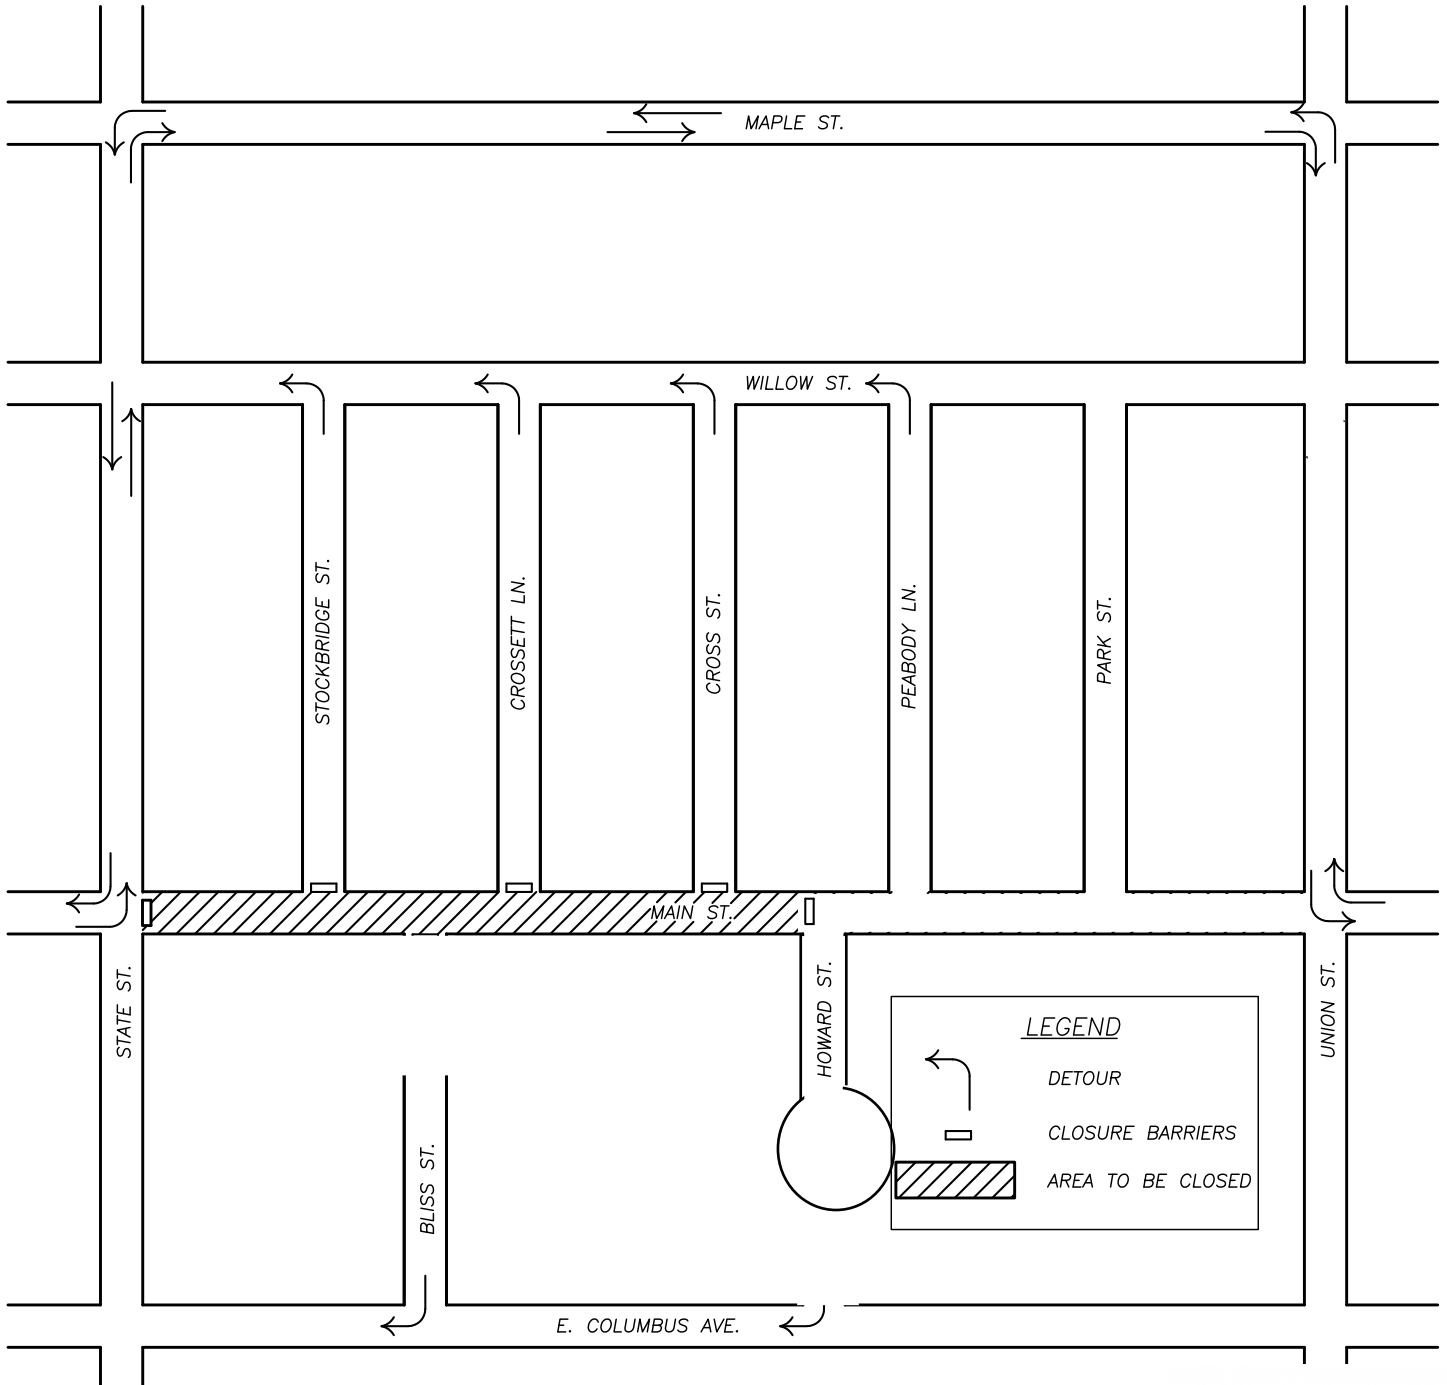 MAPLE ST.
WILLOW ST.
STOCKBRIDGE ST.
CROSSETT LN.
CROSS ST.
PEABODY LN.
PARK ST.
MAIN ST.
STATE ST.
HOWARD ST.
UNION ST.
LEGEND
DETOUR
CLOSURE BARRIERS
AREA TO BE CLOSED
BLISS ST.
E. COLUMBUS AVE.